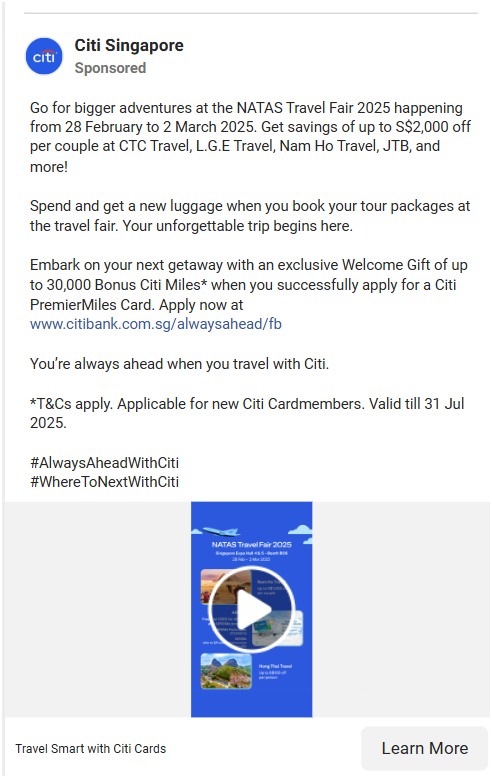 citi
Citi Singapore
Sponsored
Go for bigger adventures at the NATAS Travel Fair 2025 happening
from 28 February to 2 March 2025. Get savings of up to S$2,000 off
per couple at CTC Travel, L.G.E Travel, Nam Ho Travel, JTB, and
more!
Spend and get a new luggage when you book your tour packages at
the travel fair. Your unforgettable trip begins here.
Embark on your next getaway with an exclusive Welcome Gift of up
to 30,000 Bonus Citi Miles* when you successfully apply for a Citi
PremierMiles Card. Apply now at
www.citibank.com.sg/alwaysahead/fb
You’re always ahead when you travel with Citi.
*T&Cs apply. Applicable for new Citi Cardmembers. Valid till 31 Jul
2025.
#AlwaysAheadWithCiti
#WhereToNextWithCiti
NATAS Travel Fair 2025
Singapore Expo Hall
28 Feb - 2 Mar 2025
Hong Thai Travel
Up to
off
per person
Travel Smart with Citi Cards
Learn More